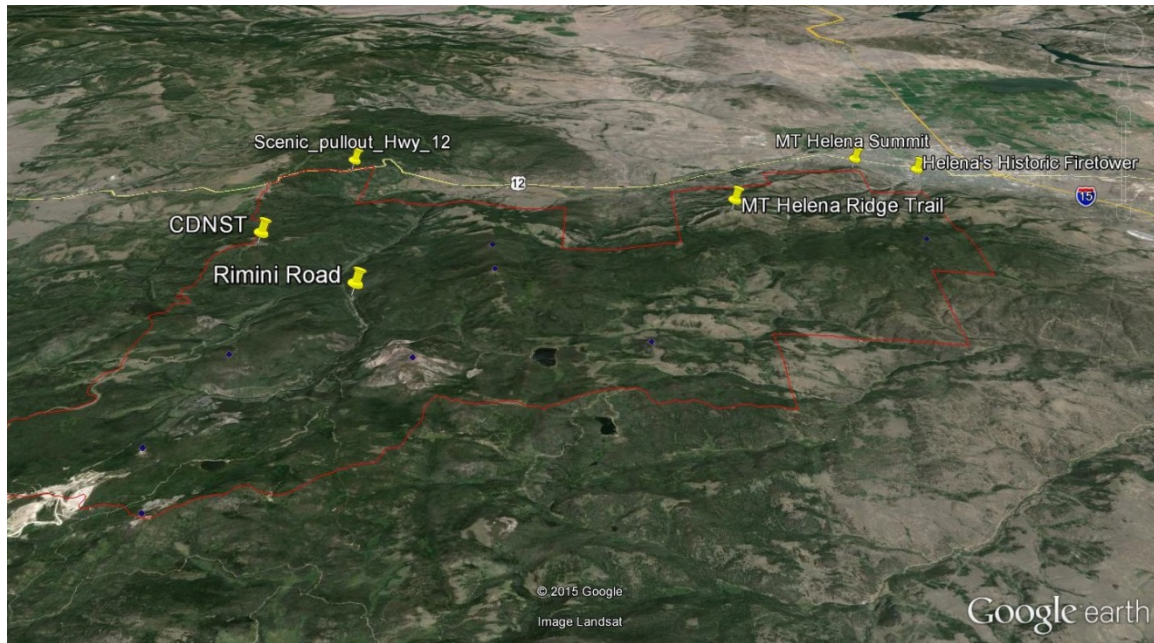 Scenic_pullout_Hwy_12
MT Helena Summit
Helena's Historic Firetower
12
15
MT Helena Ridge Trail
CDNST
Rimini Road
© 2015 Google
Image Landsat
Google earth